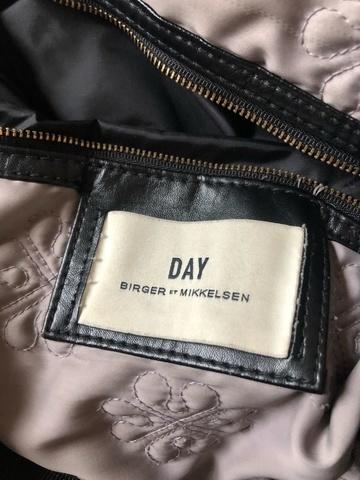 DAY
BIRGER ET MIKKELSEN